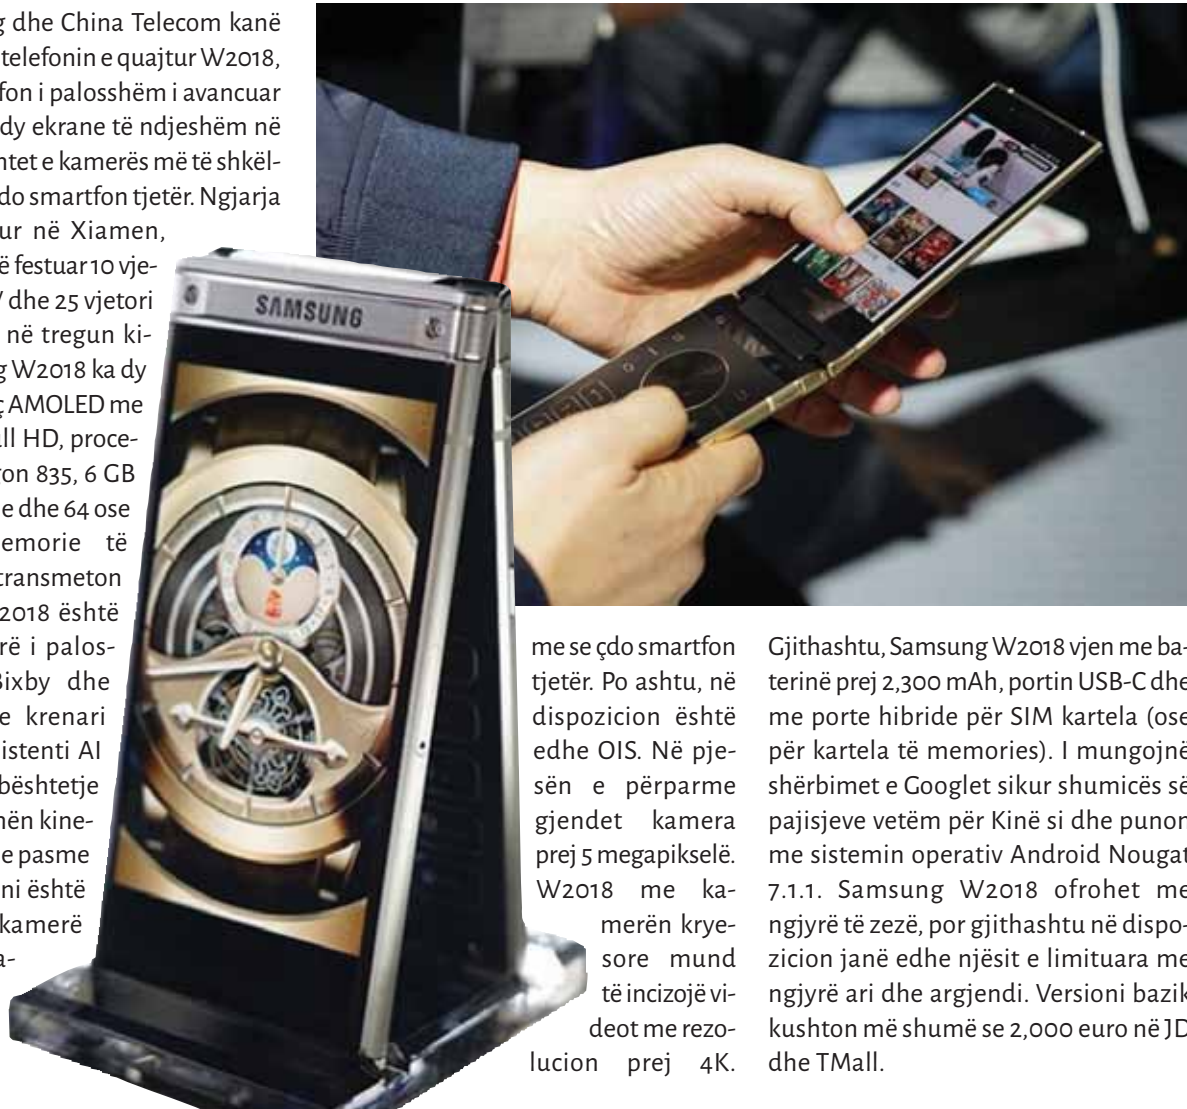 g dhe China Telecom kanë
telefonin e quajtur W2018,
fon i palosshëm i avancuar
dy ekrane të ndjeshëm në
ntet e kamerës më të shkël-
do smartfon tjetër. Ngjarja
ur në Xiamen,
ë festuar 10 vje-
dhe 25 vjetori
në tregun ki-
g W2018 ka dy
ç AMOLED me
ll HD, proce-
on 835, 6 GB
e dhe 64 ose
emorie të
transmeton
2018 është
rë i palos-
Bixby dhe
e krenari
istenti AI
bështetje
nën kine-
e pasme
ni është
kamerë
a-
SAMSUNG
me se çdo smartfon
tjetër. Po ashtu, në
dispozicion është
edhe OIS. Në pje-
sën e përparme
gjendet kamera
prej 5 megapikselë.
W2018 me ka-
merën krye-
sore mund
të incizojë vi-
deot me rezo-
lucion prej 4K.
Gjithashtu, Samsung W2018 vjen me ba-
terinë prej 2,300 mAh, portin USB-C dhe
me porte hibride për SIM kartela (ose
për kartela të memories). I mungojnë
shërbimet e Googlet sikur shumicës së
pajisjeve vetëm për Kinë si dhe punon
me sistemin operativ Android Nougat
7.1.1. Samsung W2018 ofrohet me
ngjyrë të zezë, por gjithashtu në dispo-
zicion janë edhe njësit e limituara me
ngjyrë ari dhe argjendi. Versioni bazik
kushton më shumë se 2,000 euro në JD
dhe TMall.